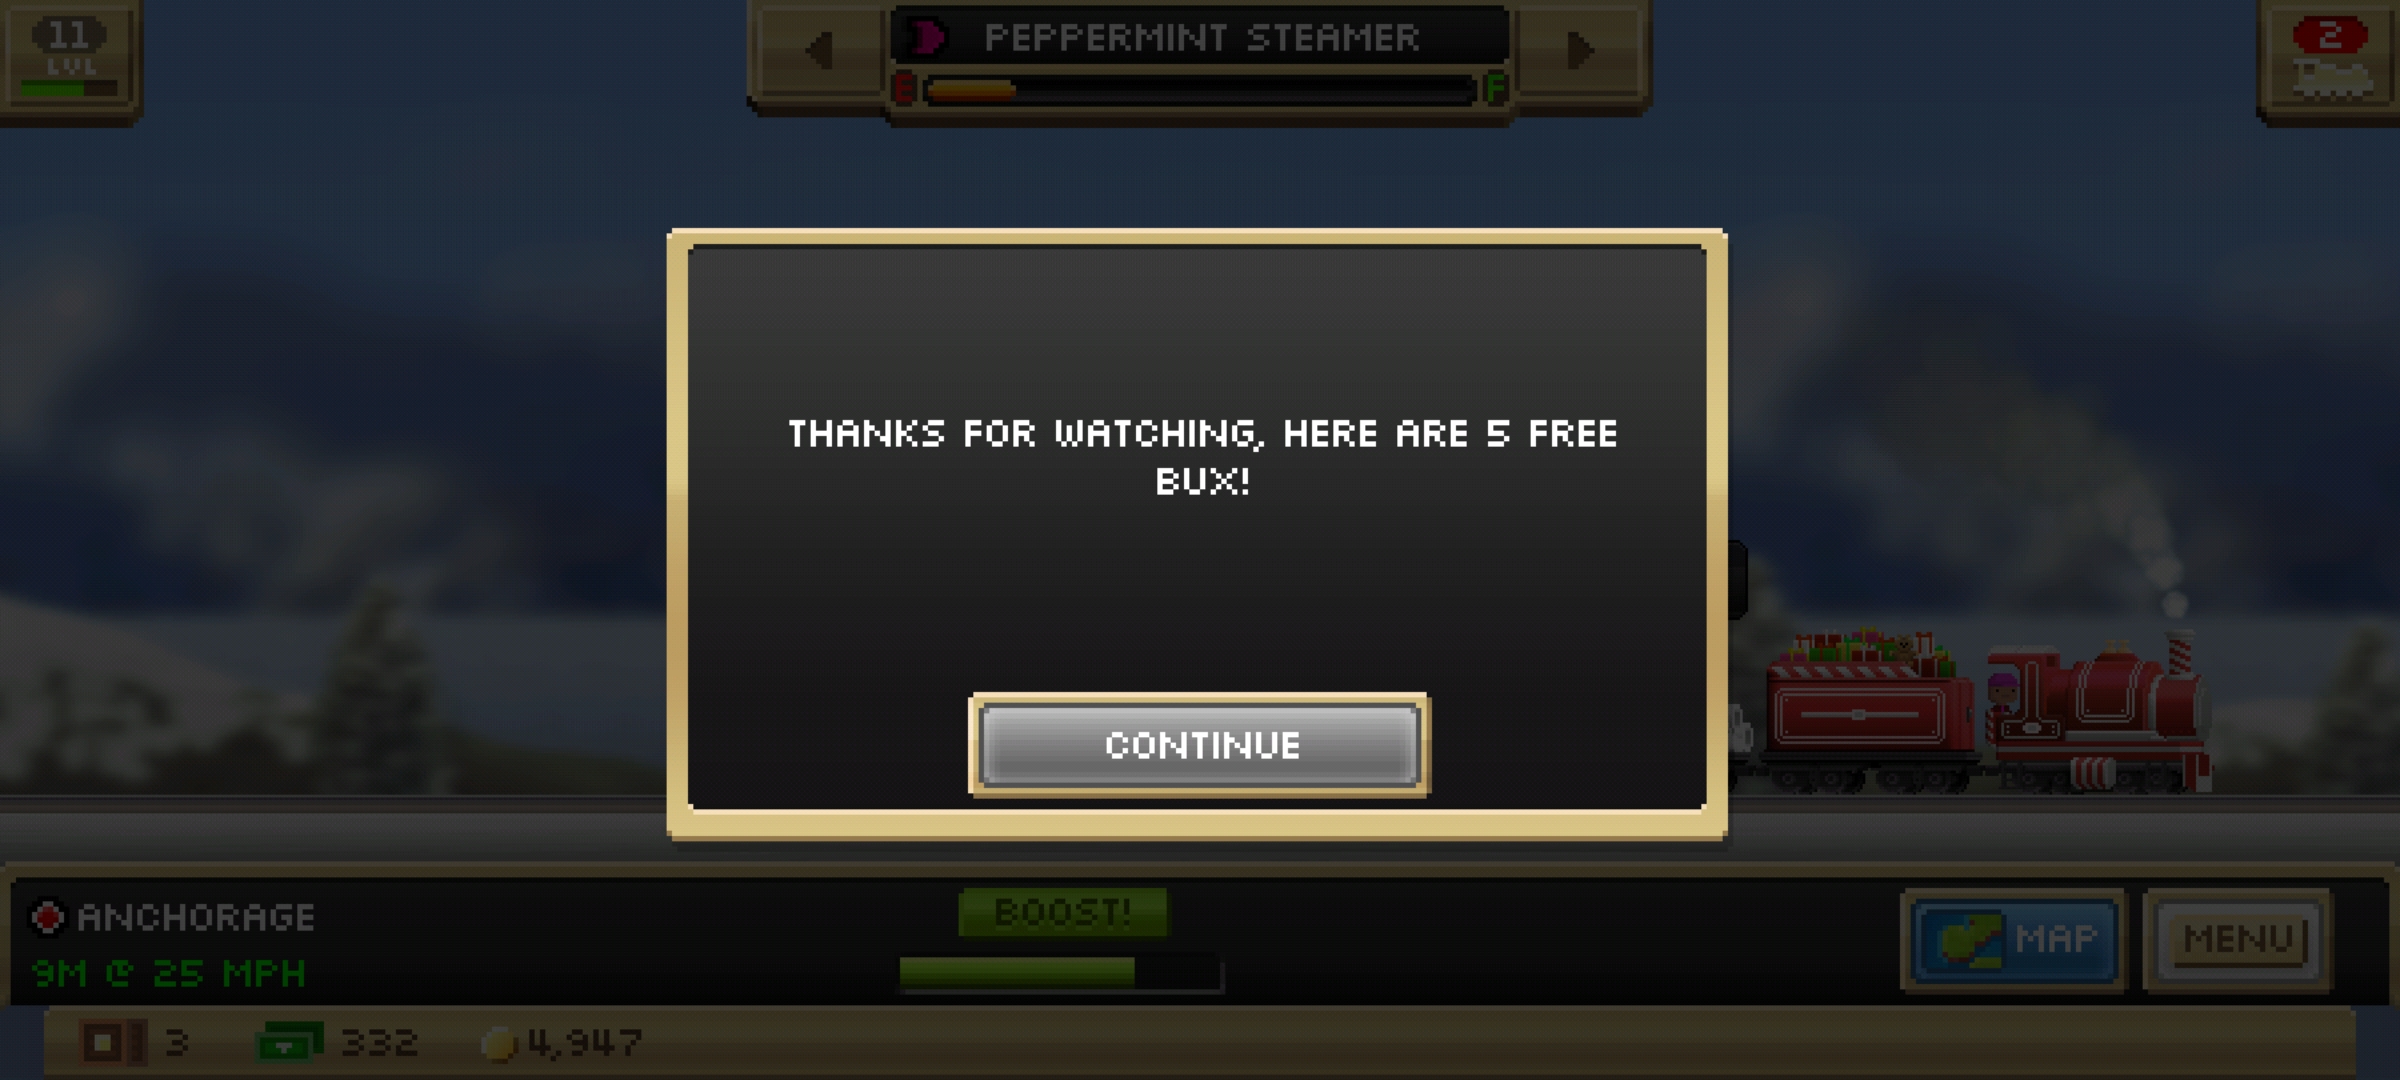 11
LVL
PEPPERMINT STEAMER
E F
2
THANKS FOR WATCHING, HERE ARE 5 FREE
BUX!
CONTINUE
ANCHORAGE
9M @ 25 MPH
BOOST!
MAP
MENU
3 332 4,947